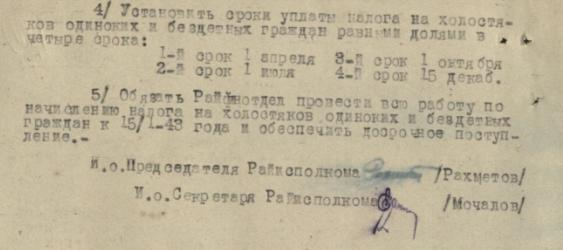 4/ Установить сроки уплаты налога на холостя-
ков одиноких и бездетных граждан равными долями в
четыре срока:
1-й срок 1 апреля 3-й срок 1 октября
2-й срок 1 июля 4-й срок 15 декаб.
5/ Обязать Райфнотдел провести всю работу по
начислению налога на холостяков одиноких и бездетных
граждан к 15/1-43 года и обеспечить досрочное поступ-
ление.-
И.о.Председателя Райисполкома /Рахметов/
И.о.Секретаря Райисполкома /Мочалов/